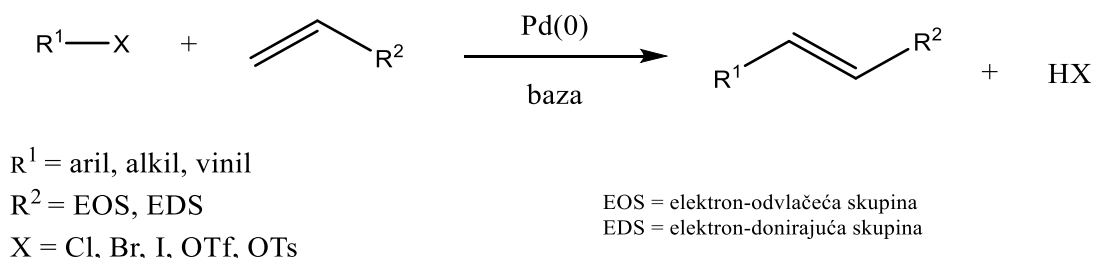 R¹—X + R² Pd(0) R¹ R² + HX
baza
R¹ = aril, alkil, vinil
R² = EOS, EDS
X = Cl, Br, I, OTf, OTs
EOS = elektron-odvlačeća skupina
EDS = elektron-donirajuća skupina